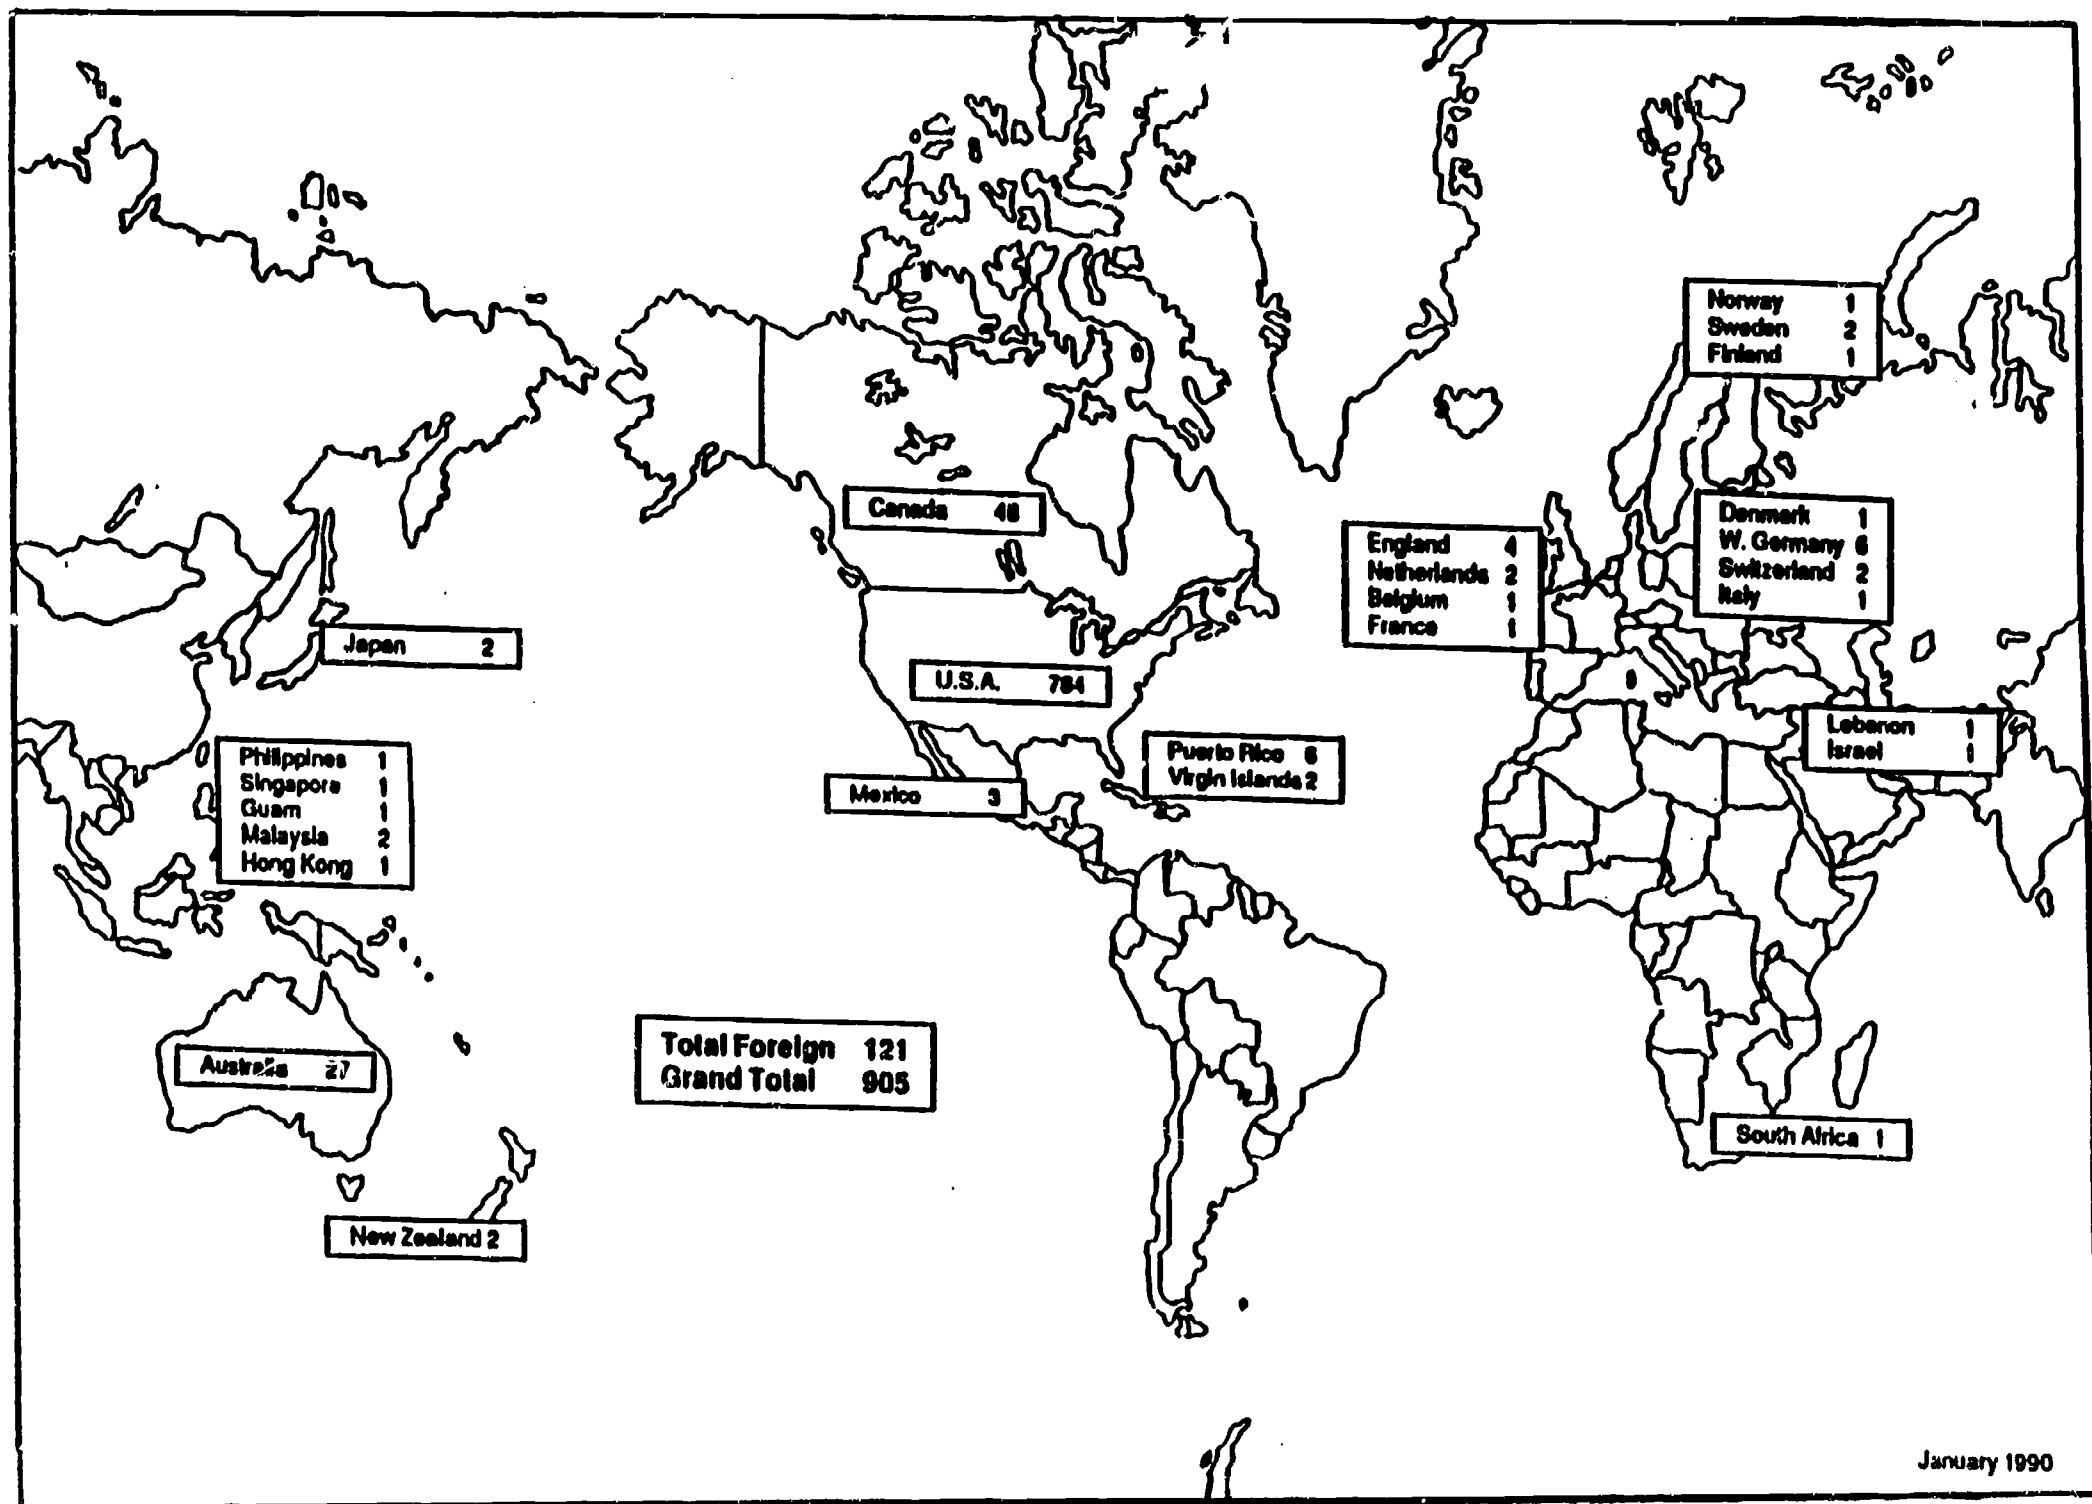 Norway 1
Sweden 2
Finland 1
Canada 48
Denmark 1
W. Germany 6
Switzerland 2
Italy 1
England 4
Netherlands 2
Belgium 1
France 1
Japan 2
U.S.A. 784
Lebanon 1
Israel 1
Philippines 1
Singapore 1
Guam 1
Malaysia 2
Hong Kong 1
Puerto Rico 6
Virgin Islands 2
Mexico 3
Total Foreign 121
Grand Total 905
Australia 27
South Africa 1
New Zealand 2
January 1990